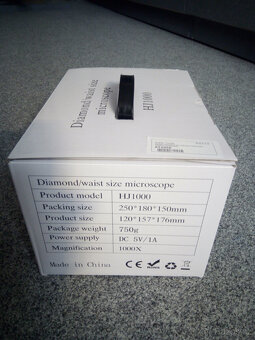 Diamond/waist size
microscope
HJ1000
Diamond/waist size microscope
Product model HJ1000
Packing size 250*180*150mm
Product size 120*157*176mm
Package weight 750g
Power supply DC 5V/1A
Magnification 1000X
Made in China CE